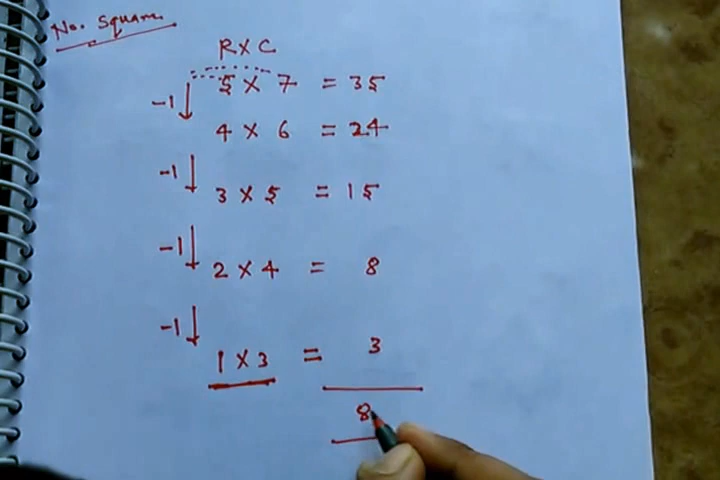 No. Square
R X C
5 X 7 = 35
-1
4 X 6 = 24
-1
3 X 5 = 15
-1
2 X 4 = 8
-1
1 X 3 = 3
8